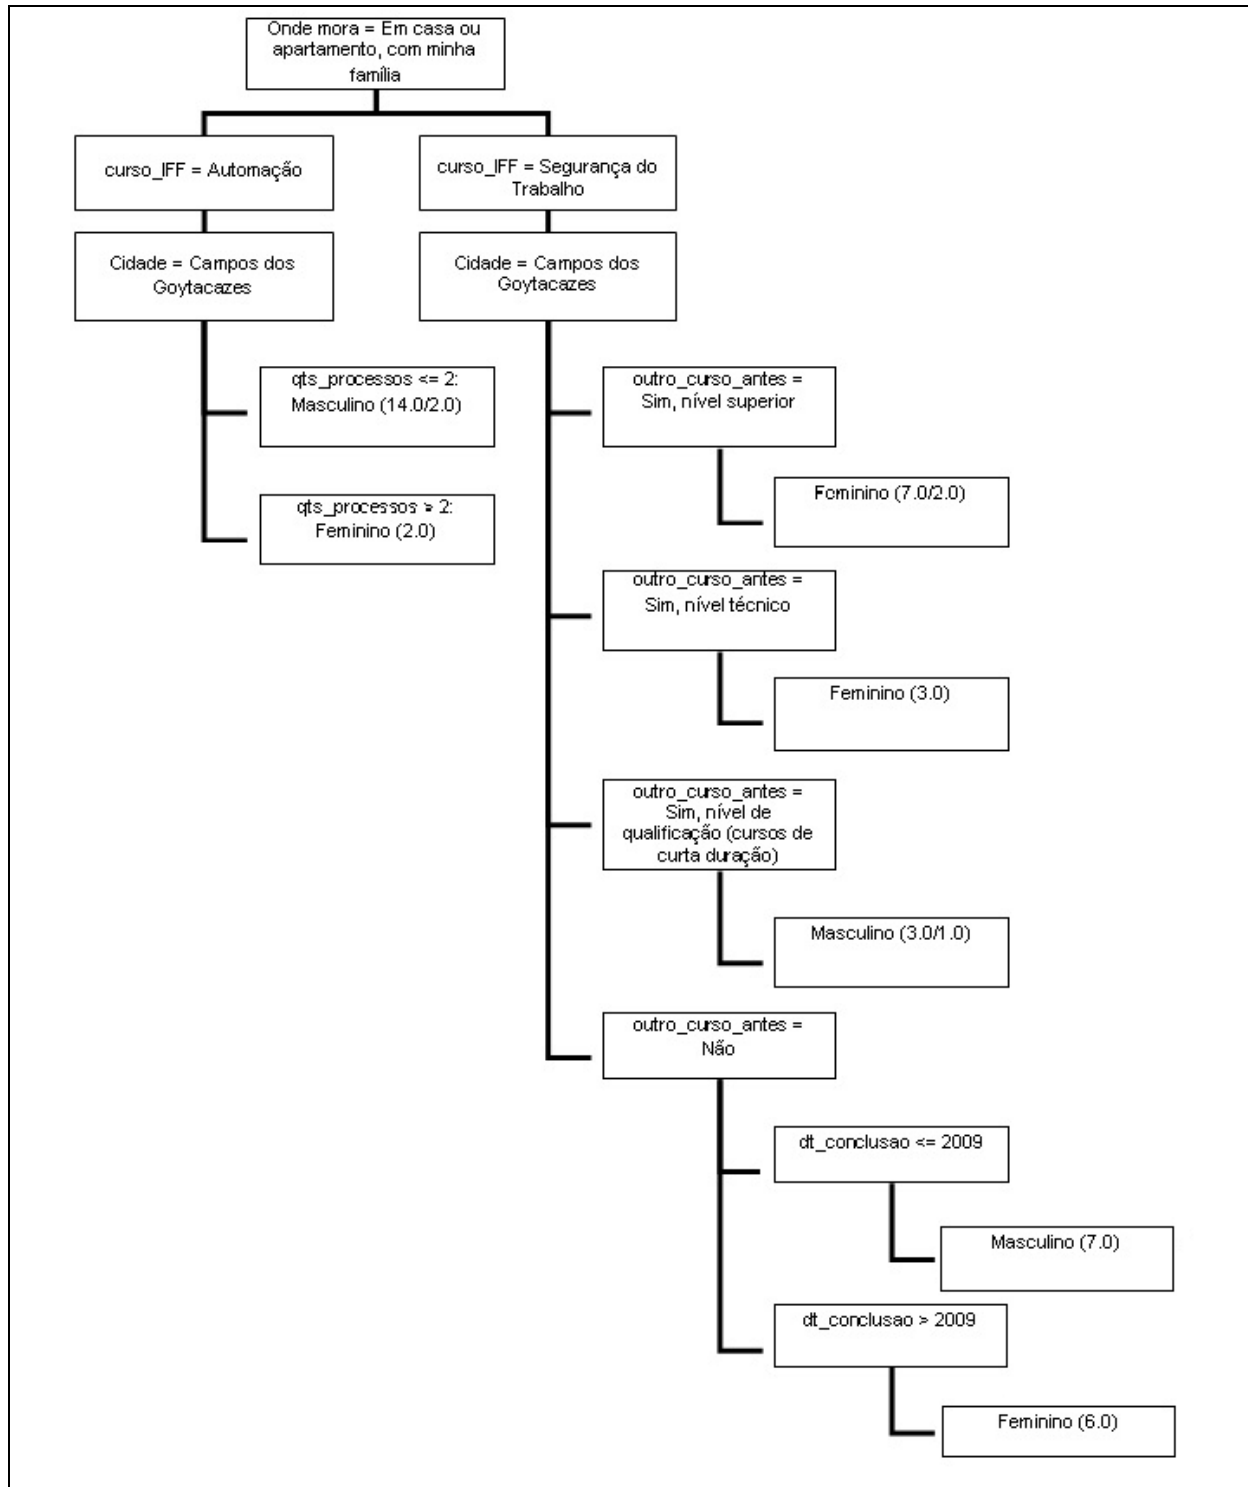 Onde mora = Em casa ou
apartamento, com minha
família
curso_IFF = Automação
curso_IFF = Segurança do
Trabalho
Cidade = Campos dos
Goytacazes
Cidade = Campos dos
Goytacazes
qts_processos <= 2:
Masculino (14.0/2.0)
qts_processos > 2:
Feminino (2.0)
outro_curso_antes =
Sim, nível superior
Feminino (7.0/2.0)
outro_curso_antes =
Sim, nível técnico
Feminino (3.0)
outro_curso_antes =
Sim, nível de
qualificação (cursos de
curta duração)
Masculino (3.0/1.0)
outro_curso_antes =
Não
dt_conclusao <= 2009
Masculino (7.0)
dt_conclusao > 2009
Feminino (6.0)